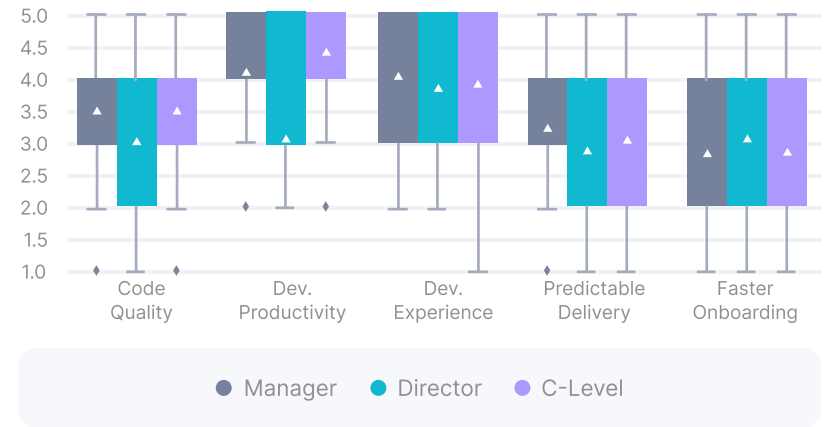 5.0
4.5
4.0
3.5
3.0
2.5
2.0
1.5
1.0
Code Quality
Dev. Productivity
Dev. Experience
Predictable Delivery
Faster Onboarding
Manager
Director
C-Level